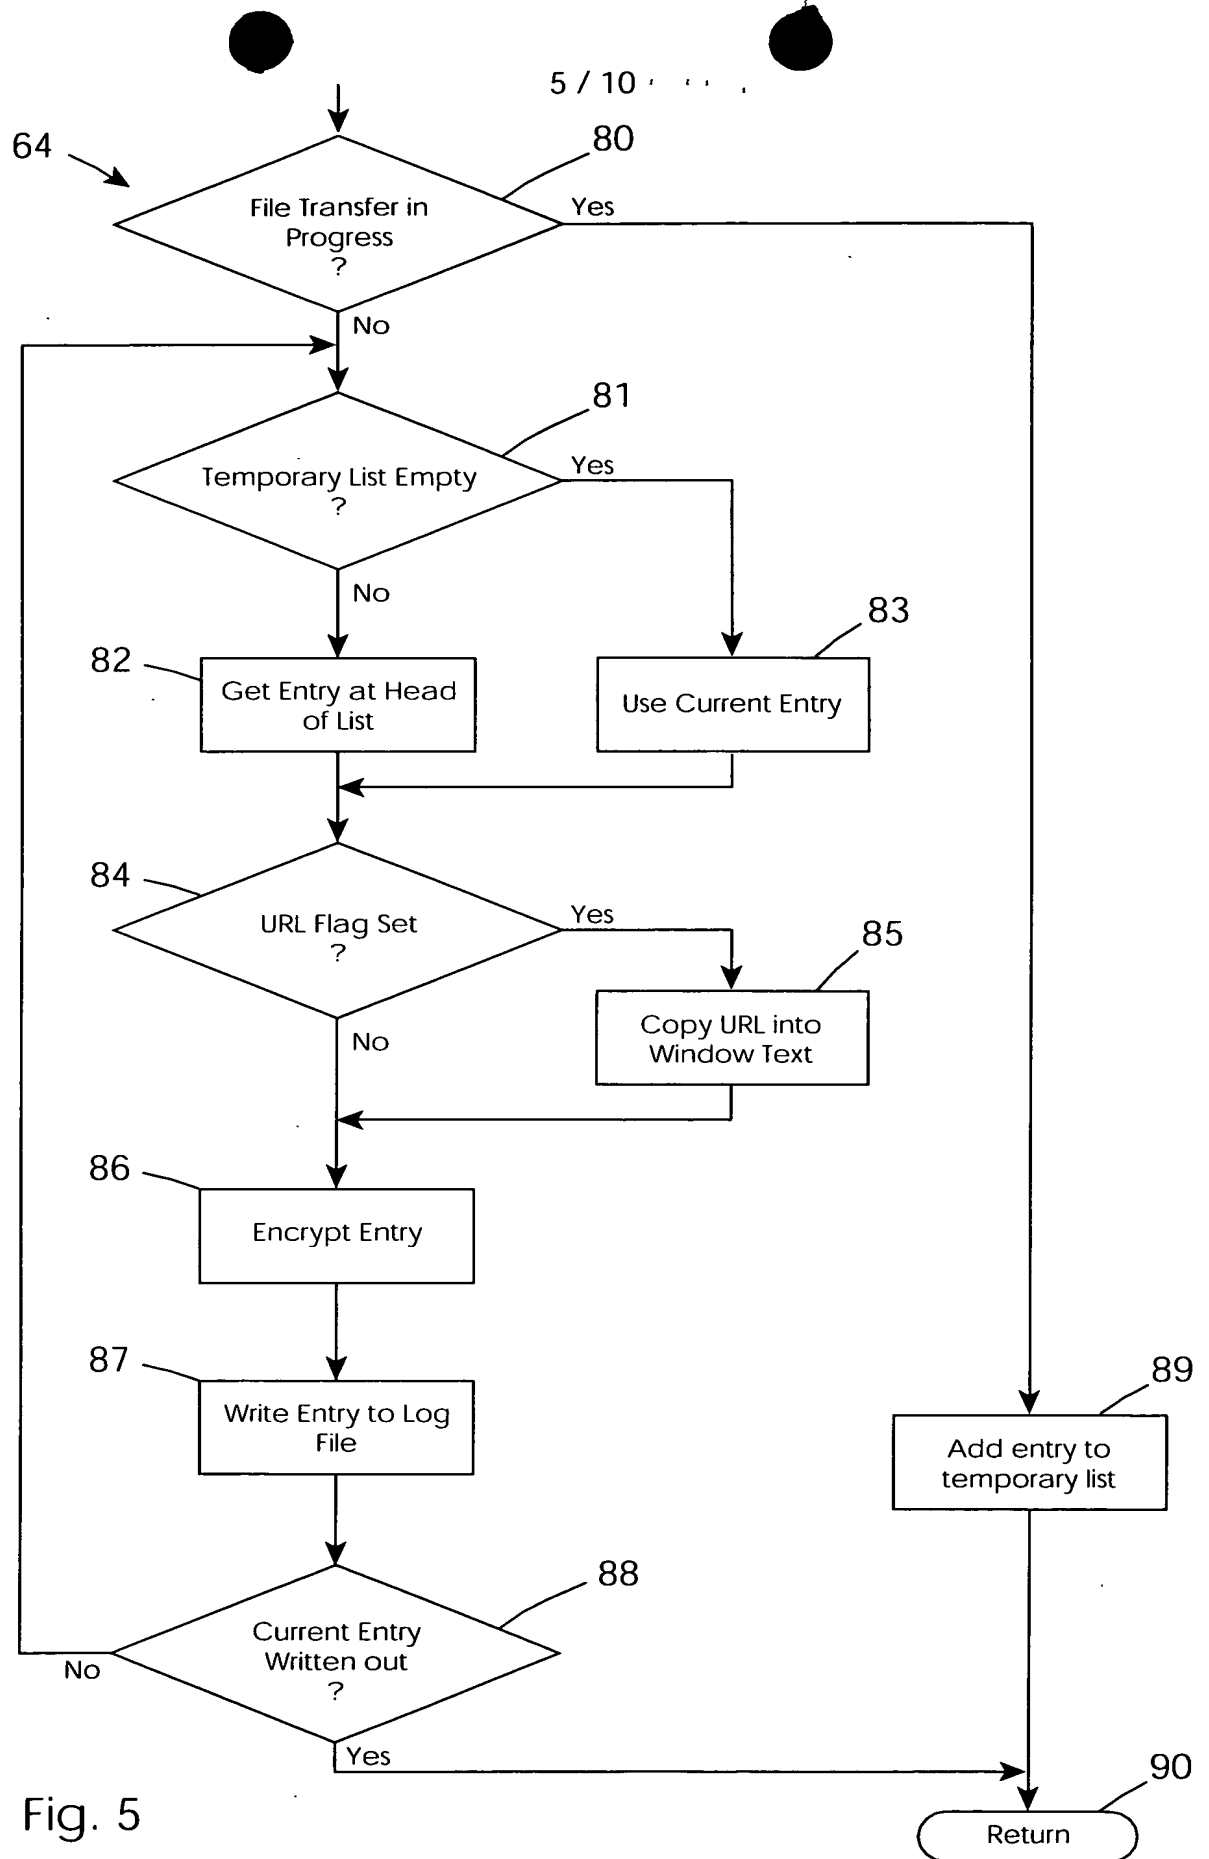 5 / 10
64
80
File Transfer in
Progress
?
Yes
No
81
Temporary List Empty
?
Yes
No
82
Get Entry at Head
of List
83
Use Current Entry
84
URL Flag Set
?
Yes
No
85
Copy URL into
Window Text
86
Encrypt Entry
87
Write Entry to Log
File
88
Current Entry
Written out
?
No
Yes
89
Add entry to
temporary list
90
Return
Fig. 5